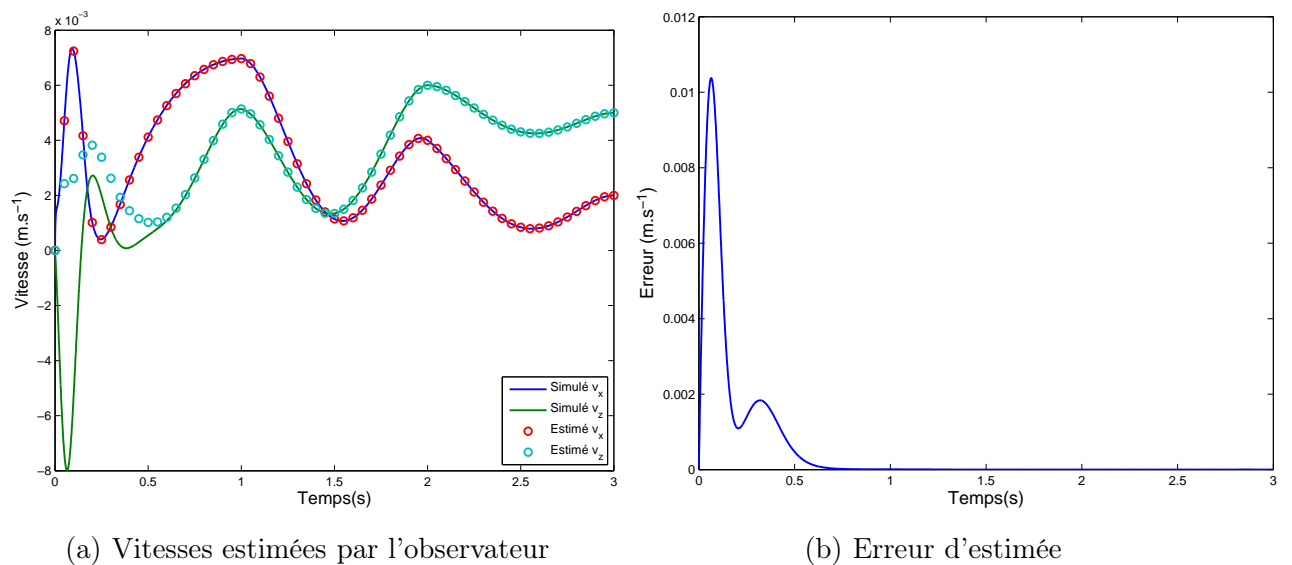 x 10⁻³
8
6
4
2
0
−2
−4
−6
−8
Vitesse (m.s⁻¹)
0 0.5 1 1.5 2 2.5 3
Temps(s)
Simulé vₓ
Simulé v_z
Estimé vₓ
Estimé v_z
(a) Vitesses estimées par l'observateur
0.012
0.01
0.008
0.006
0.004
0.002
0
Erreur (m.s⁻¹)
0 0.5 1 1.5 2 2.5 3
Temps(s)
(b) Erreur d'estimée